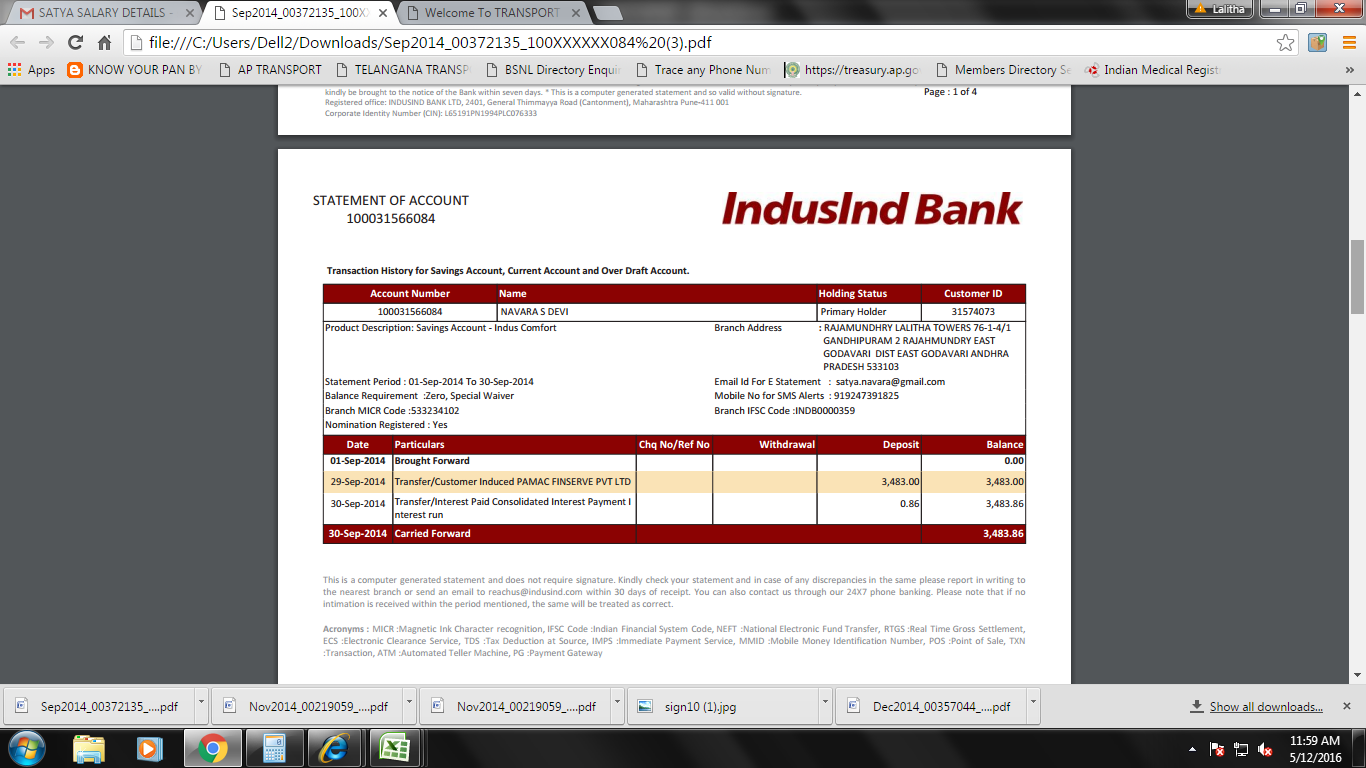 SATYA SALARY DETAILS -
Sep2014_00372135_100XX
Welcome To TRANSPORT
Lalitha
file:///C:/Users/Dell2/Downloads/Sep2014_00372135_100XXXXXX084%20(3).pdf
Apps
KNOW YOUR PAN BY
AP TRANSPORT
TELANGANA TRANSP
BSNL Directory Enqui
Trace any Phone Num
https://treasury.ap.go
Members Directory Se
Indian Medical Regist
»
kindly be brought to the notice of the Bank within seven days. * This is a computer generated statement and so valid without signature.
Page : 1 of 4
Registered office: INDUSIND BANK LTD, 2401, General Thimmayya Road (Cantonment), Maharashtra Pune-411 001
Corporate Identity Number (CIN): L65191PN1994PLC076333
STATEMENT OF ACCOUNT
100031566084
IndusInd Bank
Transaction History for Savings Account, Current Account and Over Draft Account.
Account Number Name Holding Status Customer ID
100031566084 NAVARA S DEVI Primary Holder 31574073
Product Description: Savings Account - Indus Comfort Branch Address : RAJAMUNDHRY LALITHA TOWERS 76-1-4/1
GANDHIPURAM 2 RAJAHMUNDRY EAST
GODAVARI DIST EAST GODAVARI ANDHRA
PRADESH 533103
Statement Period : 01-Sep-2014 To 30-Sep-2014 Email Id For E Statement : satya.navara@gmail.com
Balance Requirement :Zero, Special Waiver Mobile No for SMS Alerts : 919247391825
Branch MICR Code :533234102 Branch IFSC Code :INDB0000359
Nomination Registered : Yes
Date Particulars Chq No/Ref No Withdrawal Deposit Balance
01-Sep-2014 Brought Forward 0.00
29-Sep-2014 Transfer/Customer Induced PAMAC FINSERVE PVT LTD 3,483.00 3,483.00
30-Sep-2014 Transfer/Interest Paid Consolidated Interest Payment I 0.86 3,483.86
nterest run
30-Sep-2014 Carried Forward 3,483.86
This is a computer generated statement and does not require signature. Kindly check your statement and in case of any discrepancies in the same please report in writing to
the nearest branch or send an email to reachus@indusind.com within 30 days of receipt. You can also contact us through our 24X7 phone banking. Please note that if no
intimation is received within the period mentioned, the same will be treated as correct.
Acronyms : MICR :Magnetic Ink Character recognition, IFSC Code :Indian Financial System Code, NEFT :National Electronic Fund Transfer, RTGS :Real Time Gross Settlement,
ECS :Electronic Clearance Service, TDS :Tax Deduction at Source, IMPS :Immediate Payment Service, MMID :Mobile Money Identification Number, POS :Point of Sale, TXN
:Transaction, ATM :Automated Teller Machine, PG :Payment Gateway
Sep2014_00372135_....pdf
Nov2014_00219059_....pdf
Nov2014_00219059_....pdf
sign10 (1).jpg
Dec2014_00357044_....pdf
Show all downloads...
11:59 AM
5/12/2016